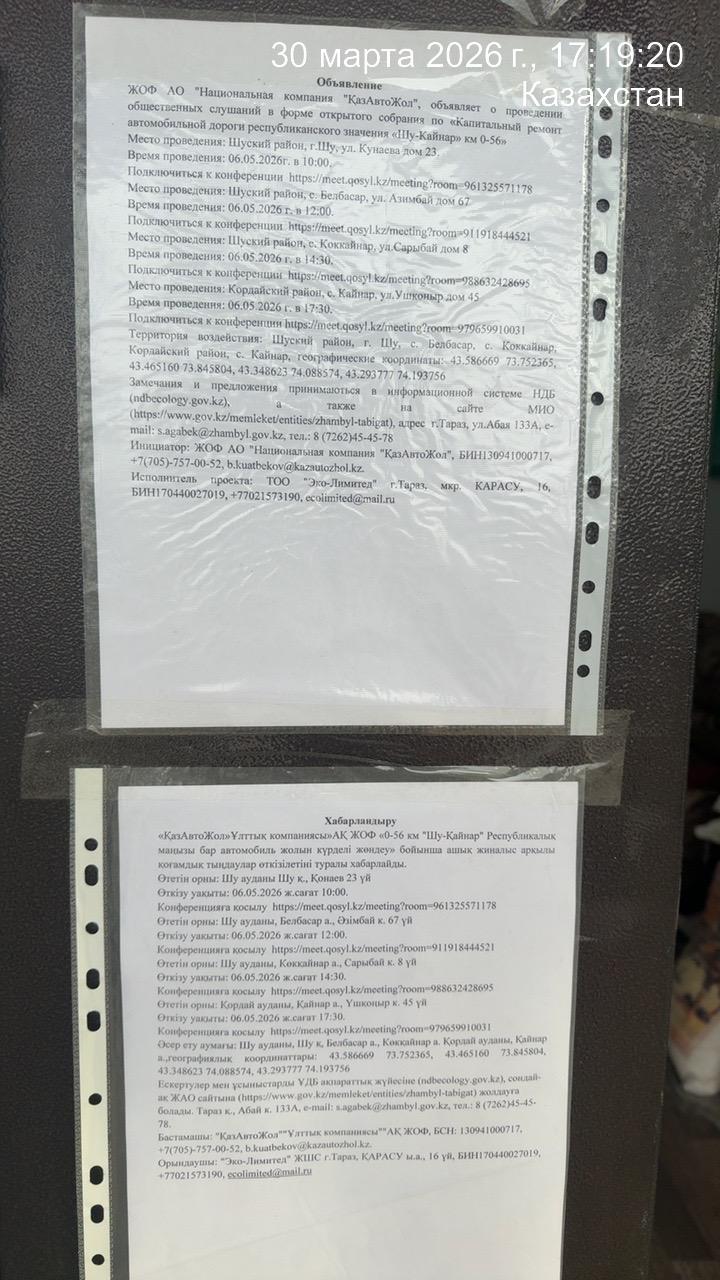 30 марта 2026 г., 17:19:20
Казахстан
Объявление
ЖОФ АО "Национальная компания "ҚазАвтоЖол", объявляет о проведении
общественных слушаний в форме открытого собрания по «Капитальный ремонт
автомобильной дороги республиканского значения «Шу-Кайнар» км 0-56»
Место проведения: Шуский район, г.Шу, ул. Кунаева дом 23.
Время проведения: 06.05.2026г. в 10:00.
Подключиться к конференции https://meet.qosyl.kz/meeting?room=961325571178
Место проведения: Шуский район, с. Белбасар, ул. Азимбай дом 67
Время проведения: 06.05.2026 г. в 12:00.
Подключиться к конференции https://meet.qosyl.kz/meeting?room=911918444521
Место проведения: Шуский район, с. Коккайнар, ул.Сарыбай дом 8
Время проведения: 06.05.2026 г. в 14:30.
Подключиться к конференции https://meet.qosyl.kz/meeting?room=988632428695
Место проведения: Кордайский район, с. Кайнар, ул.Ушконыр дом 45
Время проведения: 06.05.2026 г. в 17:30.
Подключиться к конференции https://meet.qosyl.kz/meeting?room=979659910031
Территория воздействия: Шуский район, г. Шу, с. Белбасар, с. Коккайнар,
Кордайский район, с. Кайнар, географические координаты: 43.586669 73.752365,
43.465160 73.845804, 43.348623 74.088574, 43.293777 74.193756
Замечания и предложения принимаються в информационной системе НДБ
(ndbecology.gov.kz), а также на сайте МИО
(https://www.gov.kz/memleket/entities/zhambyl-tabigat), адрес г.Тараз, ул.Абая 133А, e-
mail: s.agabek@zhambyl.gov.kz, тел.: 8 (7262)45-45-78
Инициатор: ЖОФ АО "Национальная компания "ҚазАвтоЖол", БИН130941000717,
+7(705)-757-00-52, b.kuatbekov@kazautozhol.kz.
Исполнитель проекта: ТОО "Эко-Лимитед" г.Тараз, мкр. КАРАСУ, 16,
БИН170440027019, +77021573190, ecolimited@mail.ru
Хабарландыру
«ҚазАвтоЖол»Ұлттық компаниясы»АҚ ЖОФ «0-56 км "Шу-Қайнар" Республикалық
маңызы бар автомобиль жолын күрделі жөндеу» бойынша ашық жиналыс арқылы
қоғамдық тыңдаулар өткізілетіні туралы хабарлайды.
Өтетін орны: Шу ауданы Шу қ., Қонаев 23 үй
Өткізу уақыты: 06.05.2026 ж.сағат 10:00.
Конференцияға қосылу https://meet.qosyl.kz/meeting?room=961325571178
Өтетін орны: Шу ауданы, Белбасар а., Әзімбай к. 67 үй
Өткізу уақыты: 06.05.2026 ж.сағат 12:00.
Конференцияға қосылу https://meet.qosyl.kz/meeting?room=911918444521
Өтетін орны: Шу ауданы, Көкқайнар а., Сарыбай к. 8 үй
Өткізу уақыты: 06.05.2026 ж.сағат 14:30.
Конференцияға қосылу https://meet.qosyl.kz/meeting?room=988632428695
Өтетін орны: Қордай ауданы, Қайнар а., Үшқоңыр к. 45 үй
Өткізу уақыты: 06.05.2026 ж.сағат 17:30.
Конференцияға қосылу https://meet.qosyl.kz/meeting?room=979659910031
Әсер ету аумағы: Шу ауданы, Шу қ, Белбасар а., Көкқайнар а. Қордай ауданы, Қайнар
а.,географиялық координаттары: 43.586669 73.752365, 43.465160 73.845804,
43.348623 74.088574, 43.293777 74.193756
Ескертулер мен ұсыныстарды ҰДБ ақпараттық жүйесіне (ndbecology.gov.kz), сондай-
ақ ЖАО сайтына (https://www.gov.kz/memleket/entities/zhambyl-tabigat) жолдауға
болады. Тараз қ., Абай к. 133А, e-mail: s.agabek@zhambyl.gov.kz, тел.: 8 (7262)45-45-
78.
Бастамашы: "ҚазАвтоЖол""Ұлттық компаниясы""АҚ ЖОФ, БСН: 130941000717,
+7(705)-757-00-52, b.kuatbekov@kazautozhol.kz.
Орындаушы: "Эко-Лимитед" ЖШС г.Тараз, ҚАРАСУ ы.а., 16 үй, БИН170440027019,
+77021573190, ecolimited@mail.ru